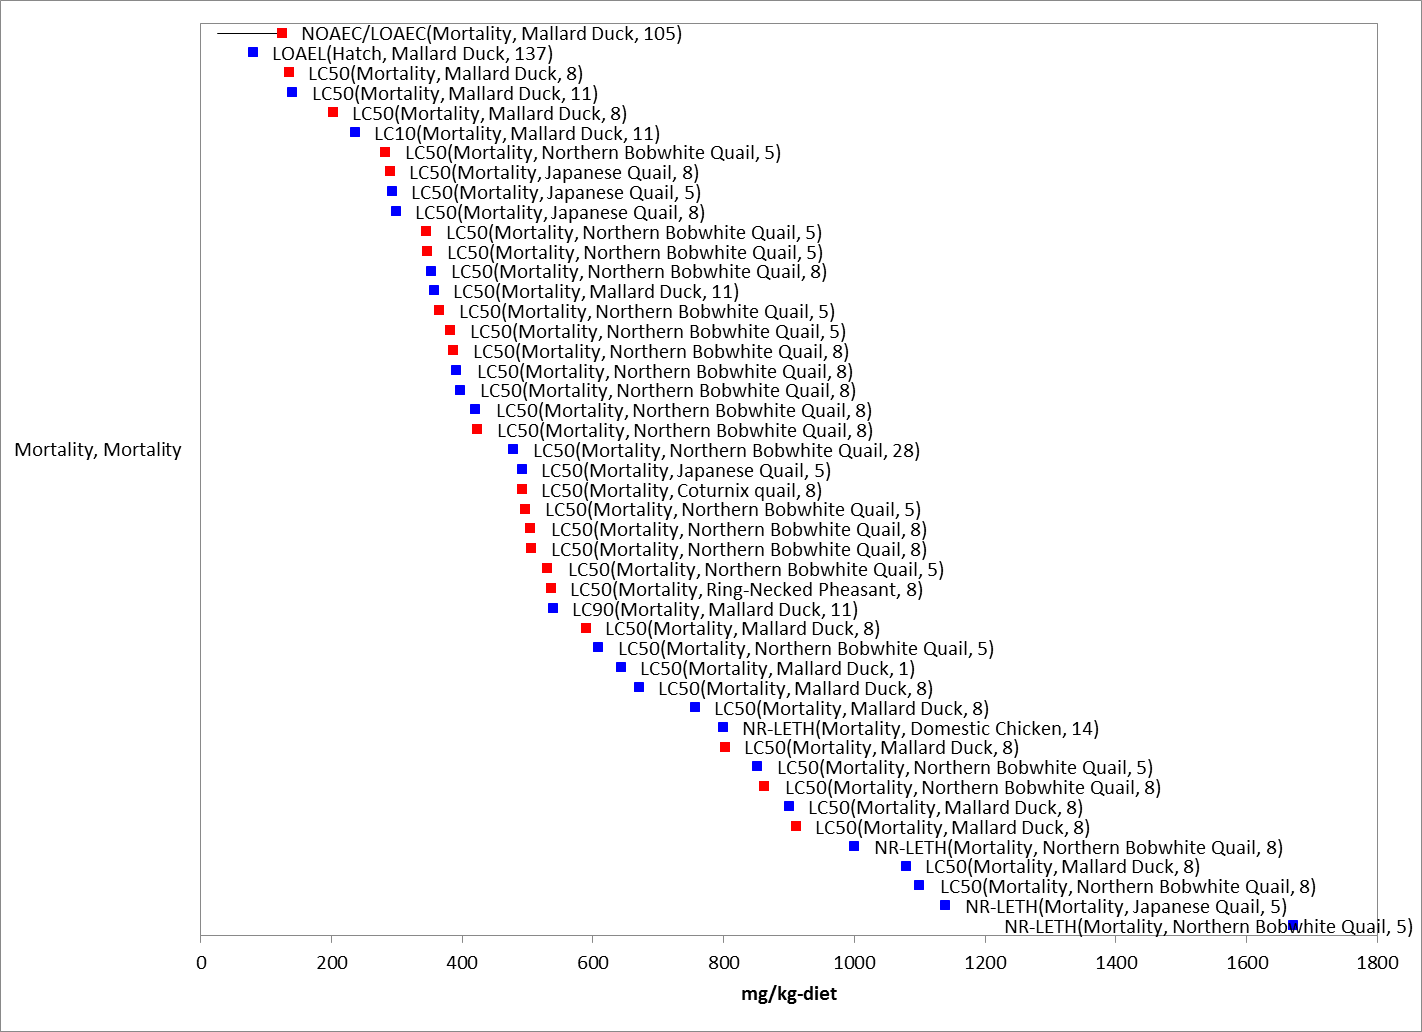 NOAEC/LOAEC(Mortality, Mallard Duck, 105)
LOAEL(Hatch, Mallard Duck, 137)
LC50(Mortality, Mallard Duck, 8)
LC50(Mortality, Mallard Duck, 11)
LC50(Mortality, Mallard Duck, 8)
LC10(Mortality, Mallard Duck, 11)
LC50(Mortality, Northern Bobwhite Quail, 5)
LC50(Mortality, Japanese Quail, 8)
LC50(Mortality, Japanese Quail, 5)
LC50(Mortality, Japanese Quail, 8)
LC50(Mortality, Northern Bobwhite Quail, 5)
LC50(Mortality, Northern Bobwhite Quail, 5)
LC50(Mortality, Northern Bobwhite Quail, 8)
LC50(Mortality, Mallard Duck, 11)
LC50(Mortality, Northern Bobwhite Quail, 5)
LC50(Mortality, Northern Bobwhite Quail, 5)
LC50(Mortality, Northern Bobwhite Quail, 8)
LC50(Mortality, Northern Bobwhite Quail, 8)
LC50(Mortality, Northern Bobwhite Quail, 8)
LC50(Mortality, Northern Bobwhite Quail, 8)
LC50(Mortality, Northern Bobwhite Quail, 8)
Mortality, Mortality
LC50(Mortality, Northern Bobwhite Quail, 28)
LC50(Mortality, Japanese Quail, 5)
LC50(Mortality, Coturnix quail, 8)
LC50(Mortality, Northern Bobwhite Quail, 5)
LC50(Mortality, Northern Bobwhite Quail, 8)
LC50(Mortality, Northern Bobwhite Quail, 8)
LC50(Mortality, Northern Bobwhite Quail, 5)
LC50(Mortality, Ring-Necked Pheasant, 8)
LC90(Mortality, Mallard Duck, 11)
LC50(Mortality, Mallard Duck, 8)
LC50(Mortality, Northern Bobwhite Quail, 5)
LC50(Mortality, Mallard Duck, 1)
LC50(Mortality, Mallard Duck, 8)
LC50(Mortality, Mallard Duck, 8)
NR-LETH(Mortality, Domestic Chicken, 14)
LC50(Mortality, Mallard Duck, 8)
LC50(Mortality, Northern Bobwhite Quail, 5)
LC50(Mortality, Northern Bobwhite Quail, 8)
LC50(Mortality, Mallard Duck, 8)
LC50(Mortality, Mallard Duck, 8)
NR-LETH(Mortality, Northern Bobwhite Quail, 8)
LC50(Mortality, Mallard Duck, 8)
LC50(Mortality, Northern Bobwhite Quail, 8)
NR-LETH(Mortality, Japanese Quail, 5)
NR-LETH(Mortality, Northern Bobwhite Quail, 5)
0 200 400 600 800 1000 1200 1400 1600 1800
mg/kg-diet